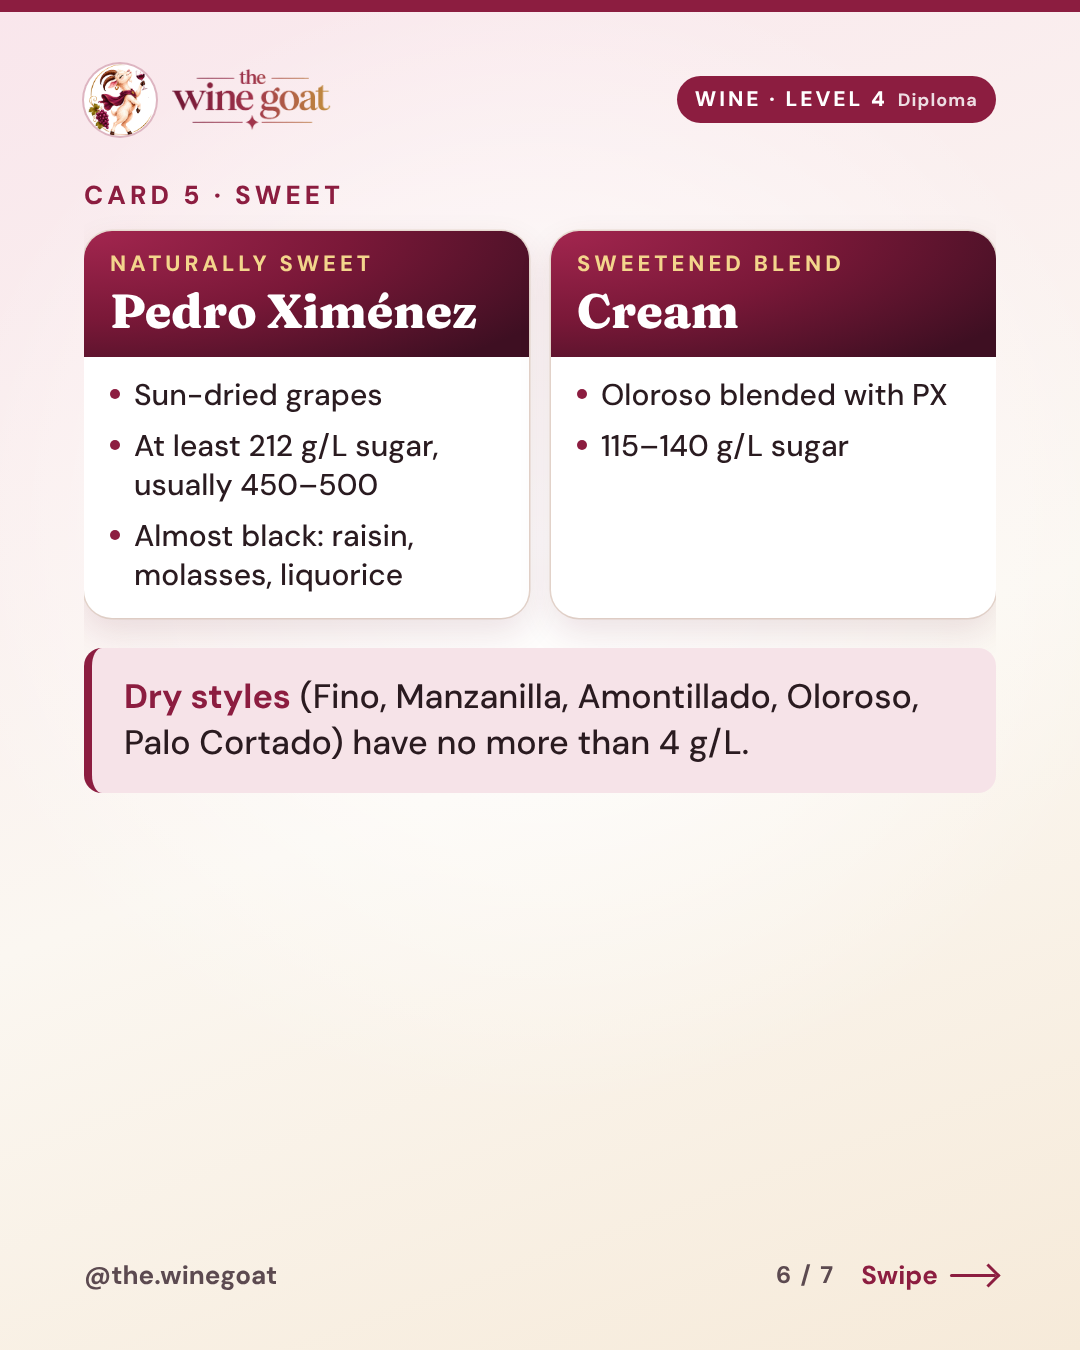 the
wine goat
WINE · LEVEL 4 Diploma
CARD 5 · SWEET
NATURALLY SWEET
Pedro Ximénez
• Sun-dried grapes
• At least 212 g/L sugar,
usually 450–500
• Almost black: raisin,
molasses, liquorice
SWEETENED BLEND
Cream
• Oloroso blended with PX
• 115–140 g/L sugar
Dry styles (Fino, Manzanilla, Amontillado, Oloroso,
Palo Cortado) have no more than 4 g/L.
@the.winegoat
6 / 7 Swipe →